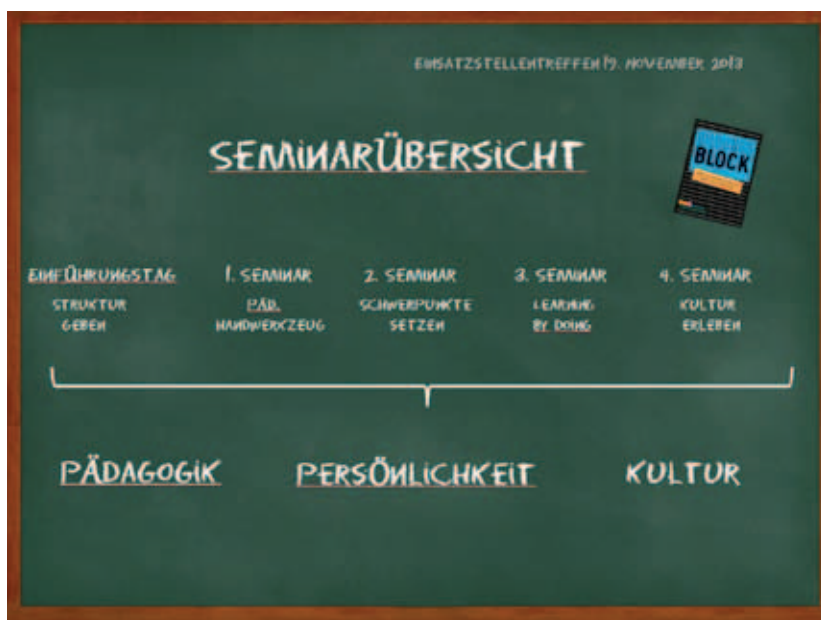 EINSATZSTELLENTREFFEN 19. NOVEMBER 2013
SEMINARÜBERSICHT
BLOCK
EINFÜHRUNGSTAG
STRUKTUR
GEBEN
1. SEMINAR
PÄD.
HANDWERKZEUG
2. SEMINAR
SCHWERPUNKTE
SETZEN
3. SEMINAR
LEARNING
BY DOING
4. SEMINAR
KULTUR
ERLEBEN
PÄDAGOGIK PERSÖNLICHKEIT KULTUR